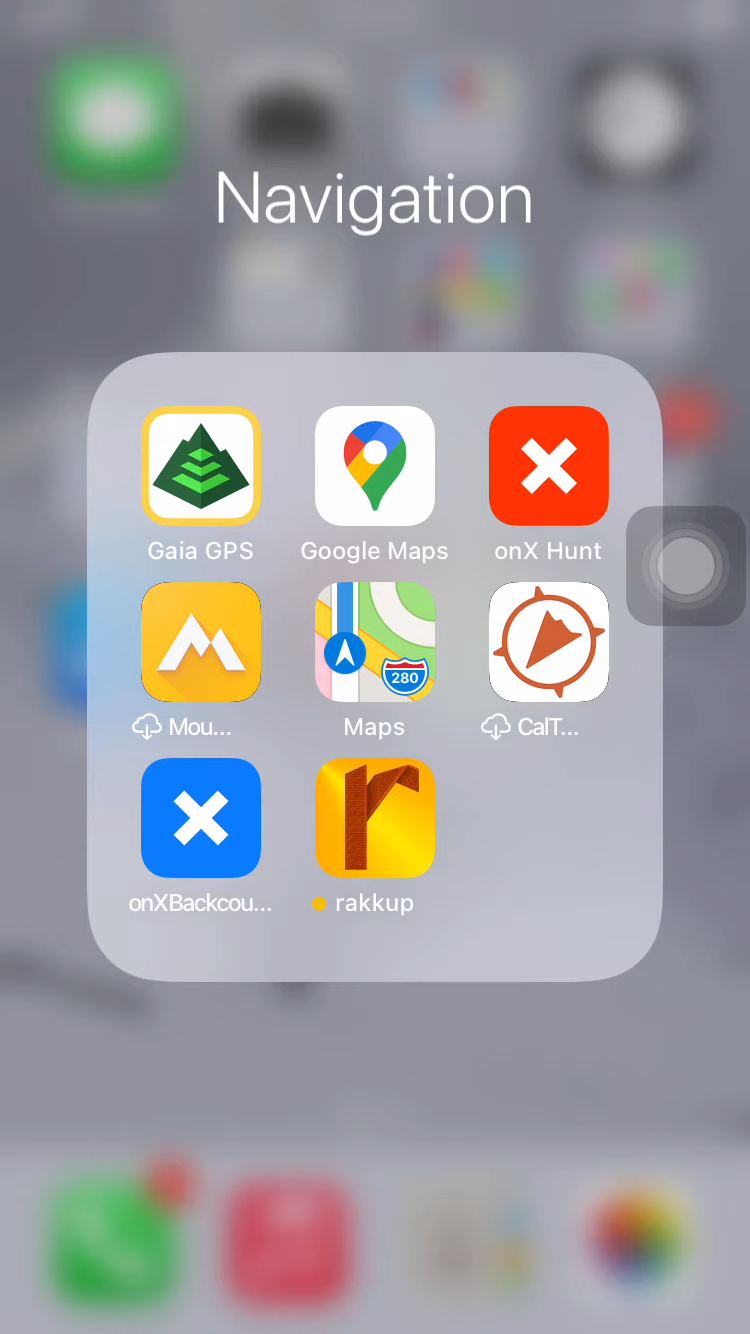 Navigation
Gaia GPS
Google Maps
onX Hunt
280
Mou...
Maps
CalT...
onXBackcou...
r
rakkup